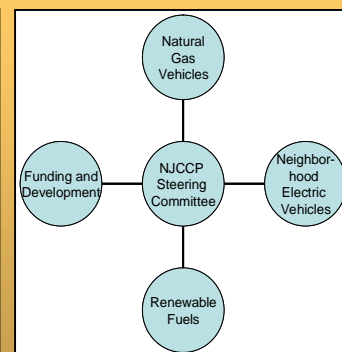 Natural
Gas
Vehicles
Funding and
Development
NJCCP
Steering
Committee
Neighbor-
hood
Electric
Vehicles
Renewable
Fuels